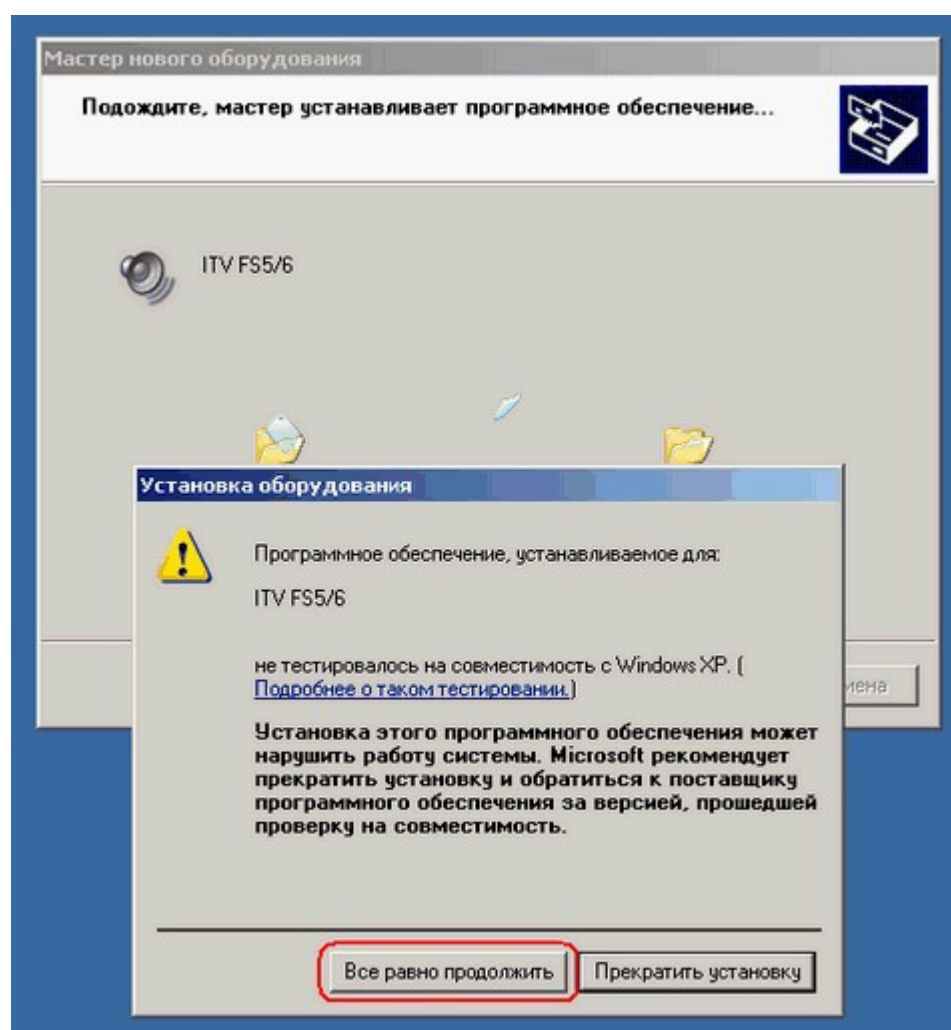 Мастер нового оборудования
Подождите, мастер устанавливает программное обеспечение...
ITV FS5/6
Установка оборудования
Программное обеспечение, устанавливаемое для:
ITV FS5/6
не тестировалось на совместимость с Windows XP. (
Подробнее о таком тестировании.)
Установка этого программного обеспечения может
нарушить работу системы. Microsoft рекомендует
прекратить установку и обратиться к поставщику
программного обеспечения за версией, прошедшей
проверку на совместимость.
Все равно продолжить
Прекратить установку